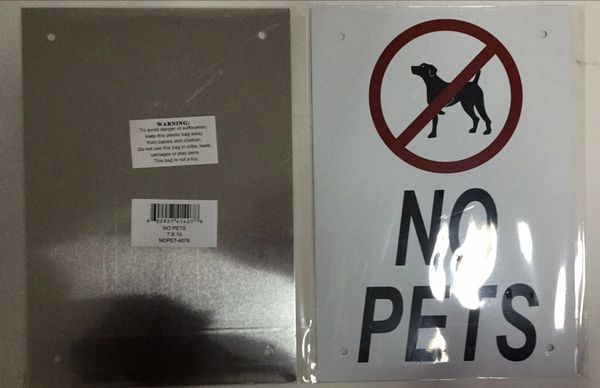 WARNING:
To avoid danger of suffocation,
keep this plastic bag away
from babies and children.
Do not use this bag in cribs, beds,
carriages or play pens.
This bag is not a toy.
NO PETS
7 X 10
NOPET-4078
NO
PETS